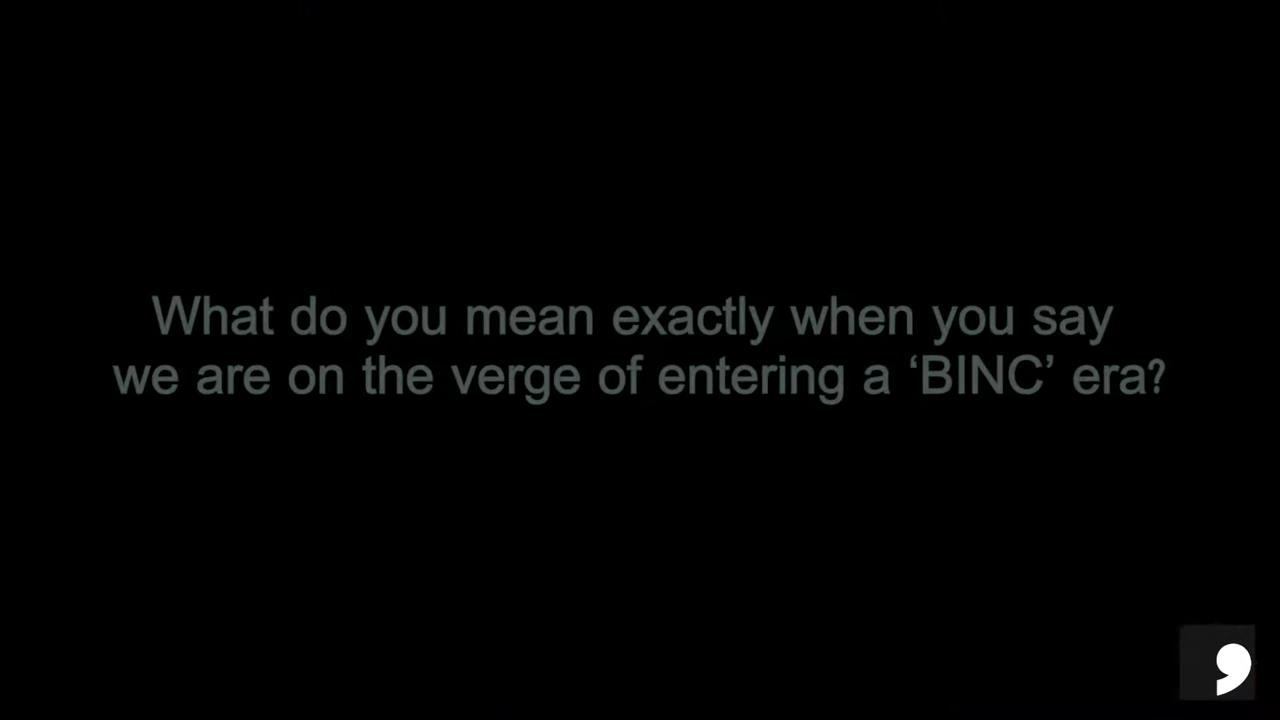 What do you mean exactly when you say
we are on the verge of entering a ‘BINC’ era?